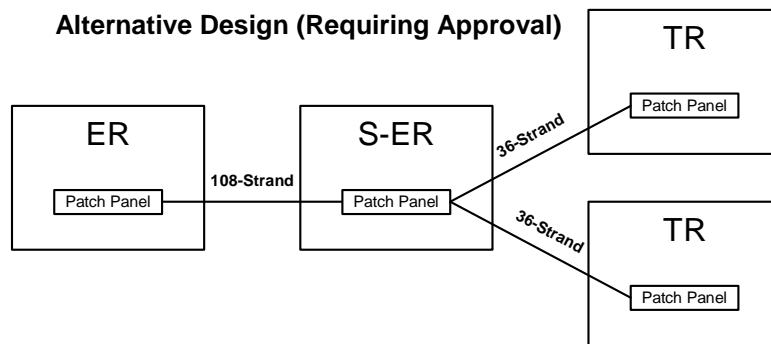 Alternative Design (Requiring Approval)
TR
Patch Panel
ER
S-ER
36-Strand
108-Strand
Patch Panel
Patch Panel
36-Strand
TR
Patch Panel